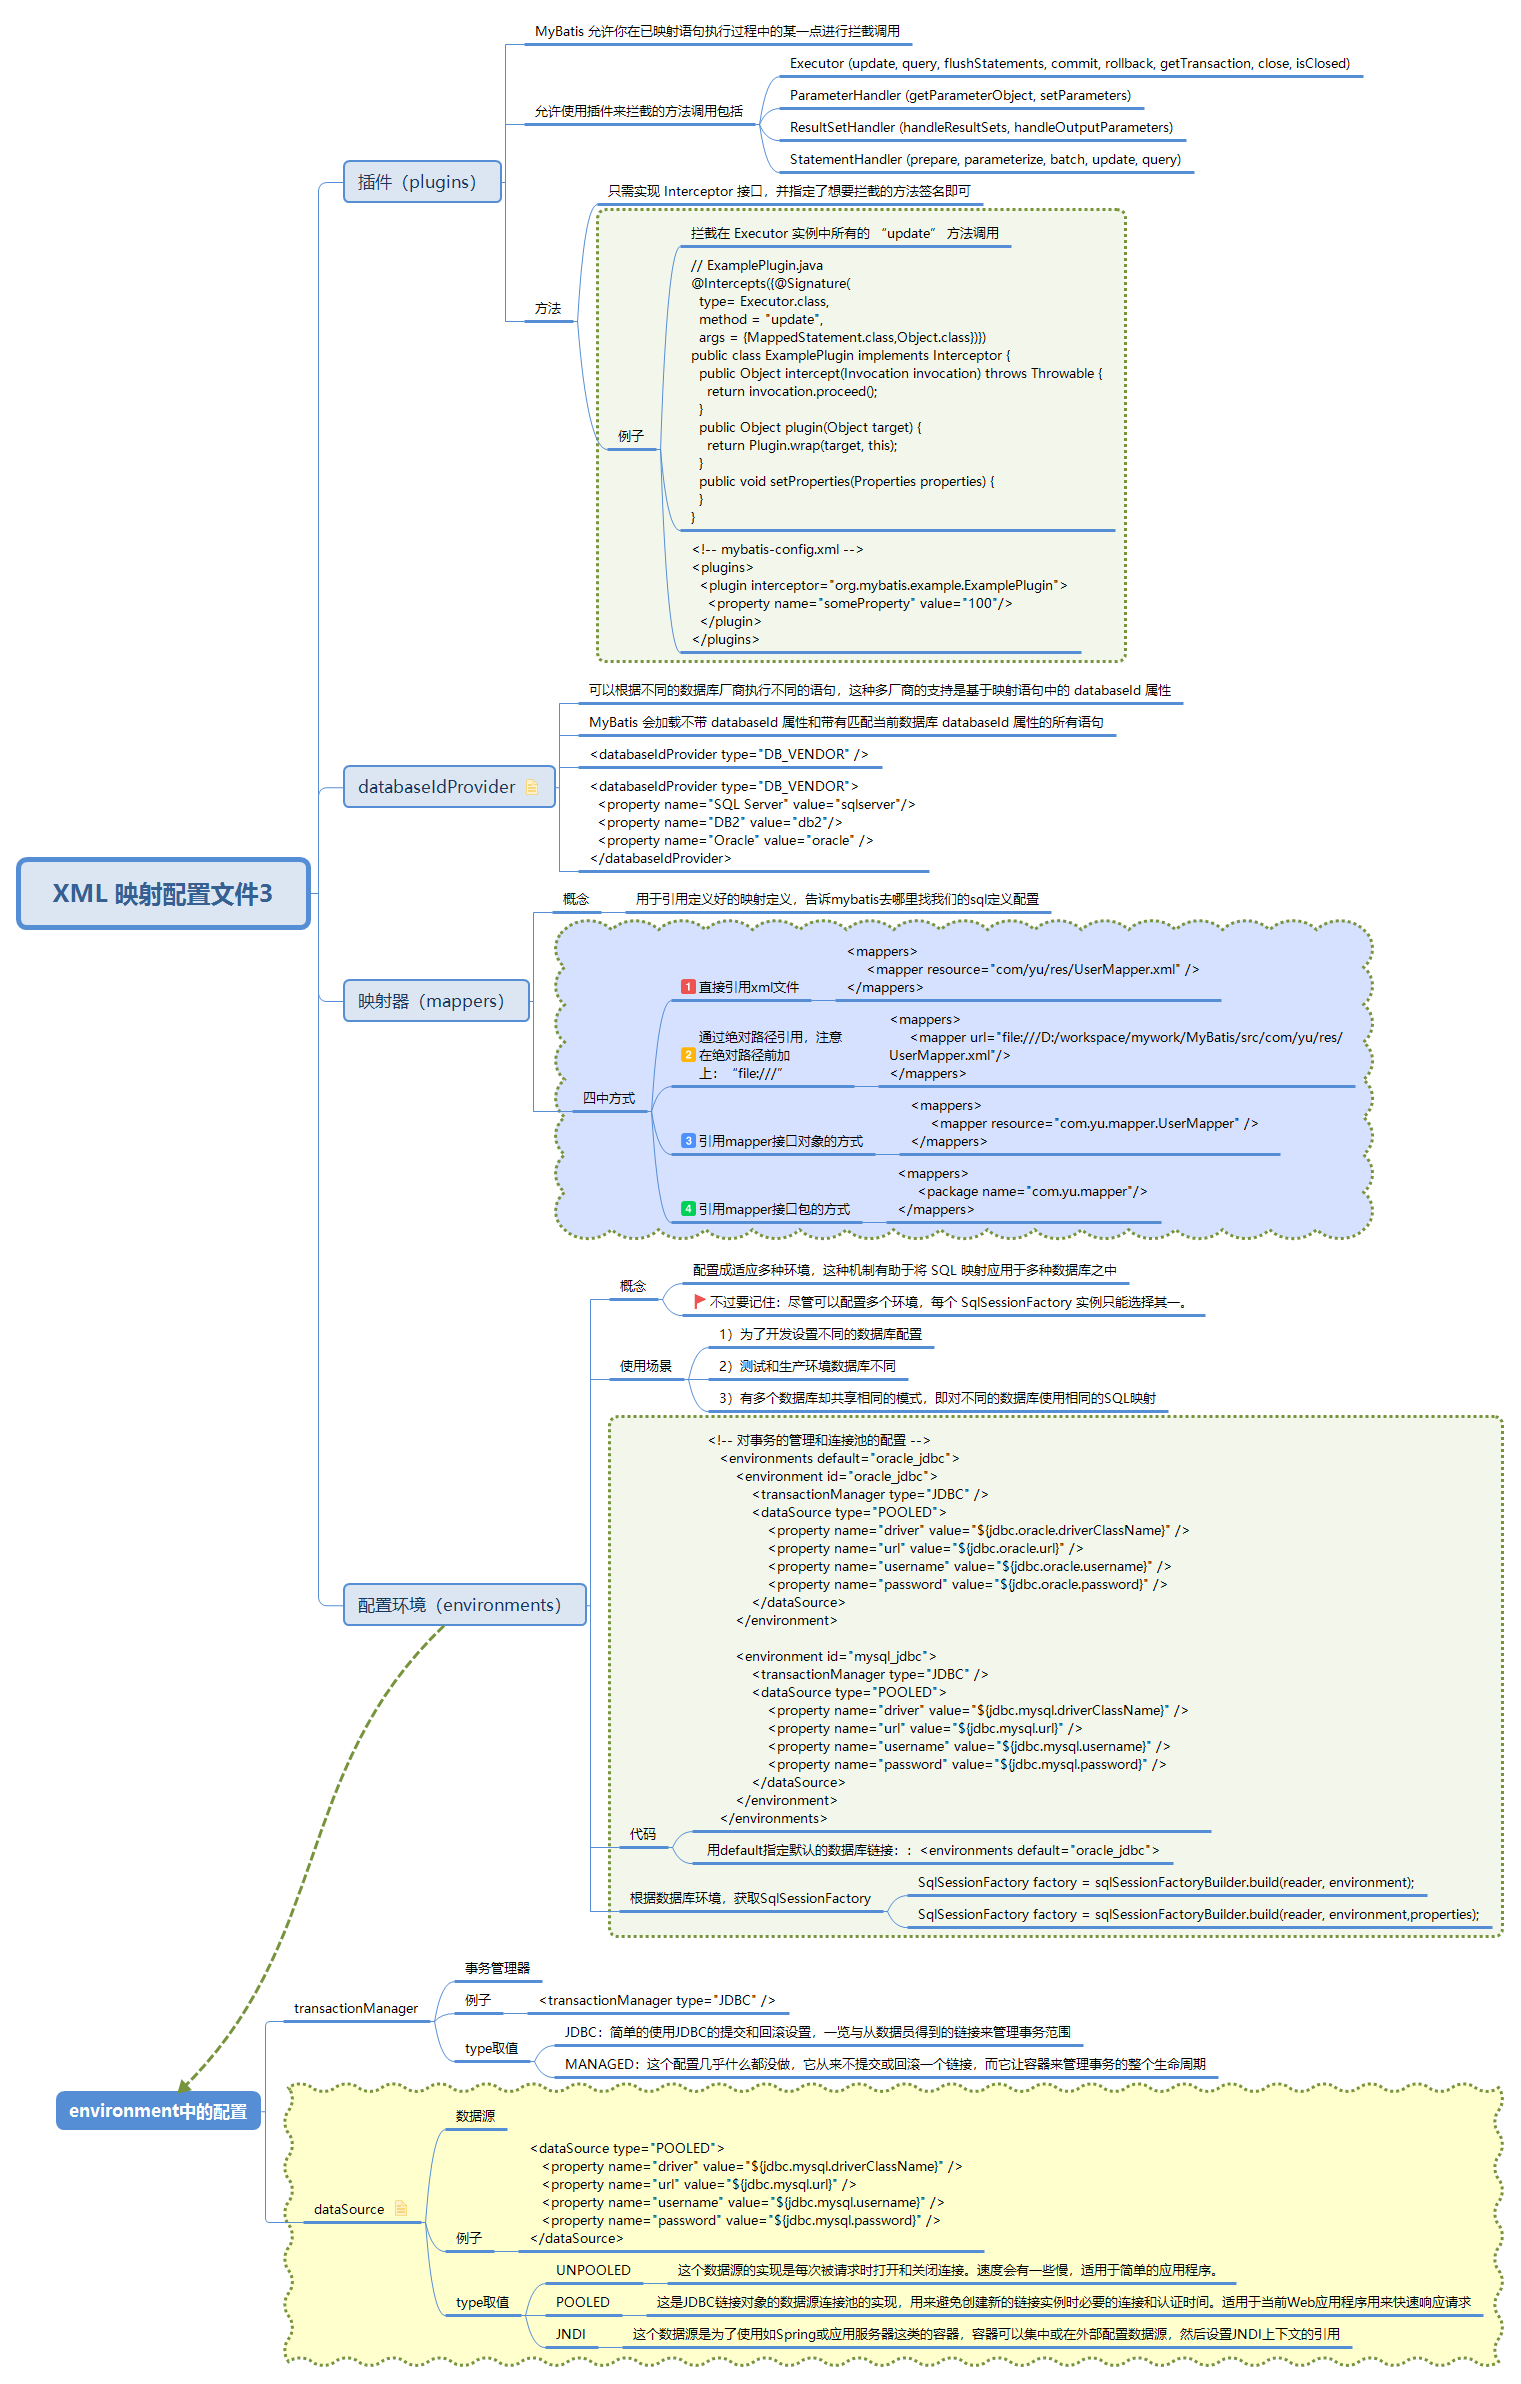 XML 映射配置文件3
插件（plugins）
MyBatis 允许你在已映射语句执行过程中的某一点进行拦截调用
允许使用插件来拦截的方法调用包括
Executor (update, query, flushStatements, commit, rollback, getTransaction, close, isClosed)
ParameterHandler (getParameterObject, setParameters)
ResultSetHandler (handleResultSets, handleOutputParameters)
StatementHandler (prepare, parameterize, batch, update, query)
方法
只需实现 Interceptor 接口，并指定了想要拦截的方法签名即可
例子
拦截在 Executor 实例中所有的 “update” 方法调用
// ExamplePlugin.java
@Intercepts({@Signature(
type= Executor.class,
method = "update",
args = {MappedStatement.class,Object.class})})
public class ExamplePlugin implements Interceptor {
public Object intercept(Invocation invocation) throws Throwable {
return invocation.proceed();
}
public Object plugin(Object target) {
return Plugin.wrap(target, this);
}
public void setProperties(Properties properties) {
}
}
<!-- mybatis-config.xml -->
<plugins>
<plugin interceptor="org.mybatis.example.ExamplePlugin">
<property name="someProperty" value="100"/>
</plugin>
</plugins>
databaseIdProvider
可以根据不同的数据库厂商执行不同的语句，这种多厂商的支持是基于映射语句中的 databaseId 属性
MyBatis 会加载不带 databaseId 属性和带有匹配当前数据库 databaseId 属性的所有语句
<databaseIdProvider type="DB_VENDOR" />
<databaseIdProvider type="DB_VENDOR">
<property name="SQL Server" value="sqlserver"/>
<property name="DB2" value="db2"/>
<property name="Oracle" value="oracle" />
</databaseIdProvider>
映射器（mappers）
概念
用于引用定义好的映射定义，告诉mybatis去哪里找我们的sql定义配置
四中方式
1 直接引用xml文件
<mappers>
<mapper resource="com/yu/res/UserMapper.xml" />
</mappers>
通过绝对路径引用，注意
2 在绝对路径前加
上：“file:///”
<mappers>
<mapper url="file:///D:/workspace/mywork/MyBatis/src/com/yu/res/
UserMapper.xml"/>
</mappers>
3 引用mapper接口对象的方式
<mappers>
<mapper resource="com.yu.mapper.UserMapper" />
</mappers>
4 引用mapper接口包的方式
<mappers>
<package name="com.yu.mapper"/>
</mappers>
配置环境（environments）
概念
配置成适应多种环境，这种机制有助于将 SQL 映射应用于多种数据库之中
不过要记住：尽管可以配置多个环境，每个 SqlSessionFactory 实例只能选择其一。
使用场景
1）为了开发设置不同的数据库配置
2）测试和生产环境数据库不同
3）有多个数据库却共享相同的模式，即对不同的数据库使用相同的SQL映射
代码
<!-- 对事务的管理和连接池的配置 -->
<environments default="oracle_jdbc">
<environment id="oracle_jdbc">
<transactionManager type="JDBC" />
<dataSource type="POOLED">
<property name="driver" value="${jdbc.oracle.driverClassName}" />
<property name="url" value="${jdbc.oracle.url}" />
<property name="username" value="${jdbc.oracle.username}" />
<property name="password" value="${jdbc.oracle.password}" />
</dataSource>
</environment>
<environment id="mysql_jdbc">
<transactionManager type="JDBC" />
<dataSource type="POOLED">
<property name="driver" value="${jdbc.mysql.driverClassName}" />
<property name="url" value="${jdbc.mysql.url}" />
<property name="username" value="${jdbc.mysql.username}" />
<property name="password" value="${jdbc.mysql.password}" />
</dataSource>
</environment>
</environments>
用default指定默认的数据库链接：：<environments default="oracle_jdbc">
根据数据库环境，获取SqlSessionFactory
SqlSessionFactory factory = sqlSessionFactoryBuilder.build(reader, environment);
SqlSessionFactory factory = sqlSessionFactoryBuilder.build(reader, environment,properties);
environment中的配置
transactionManager
事务管理器
例子
<transactionManager type="JDBC" />
type取值
JDBC：简单的使用JDBC的提交和回滚设置，一览与从数据员得到的链接来管理事务范围
MANAGED：这个配置几乎什么都没做，它从来不提交或回滚一个链接，而它让容器来管理事务的整个生命周期
dataSource
数据源
例子
<dataSource type="POOLED">
<property name="driver" value="${jdbc.mysql.driverClassName}" />
<property name="url" value="${jdbc.mysql.url}" />
<property name="username" value="${jdbc.mysql.username}" />
<property name="password" value="${jdbc.mysql.password}" />
</dataSource>
type取值
UNPOOLED
这个数据源的实现是每次被请求时打开和关闭连接。速度会有一些慢，适用于简单的应用程序。
POOLED
这是JDBC链接对象的数据源连接池的实现，用来避免创建新的链接实例时必要的连接和认证时间。适用于当前Web应用程序用来快速响应请求
JNDI
这个数据源是为了使用如Spring或应用服务器这类的容器，容器可以集中或在外部配置数据源，然后设置JNDI上下文的引用